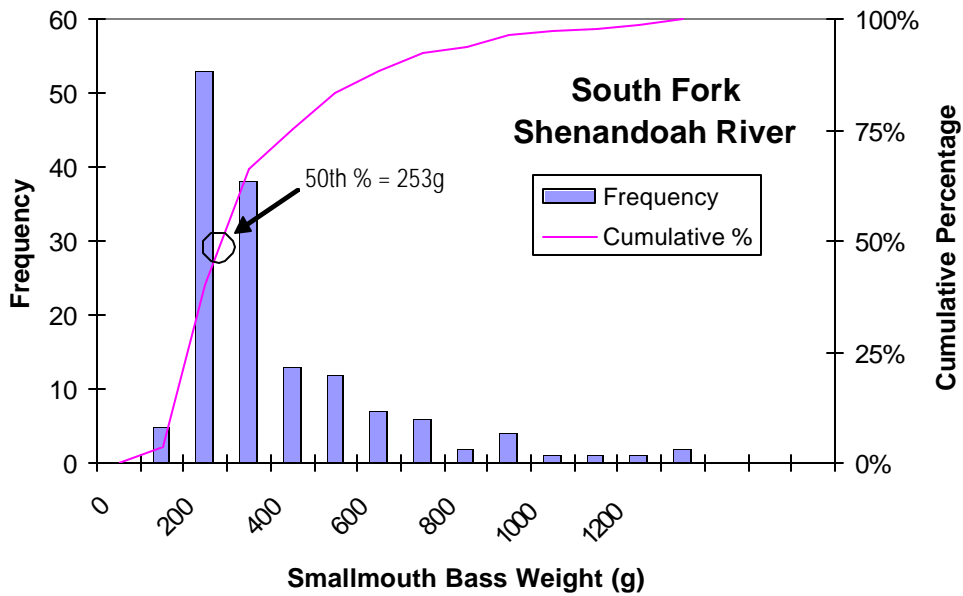 South Fork
Shenandoah River
Frequency
Cumulative %
50th % = 253g
Frequency
60
50
40
30
20
10
0
Cumulative Percentage
100%
75%
50%
25%
0%
0
200
400
600
800
1000
1200
Smallmouth Bass Weight (g)